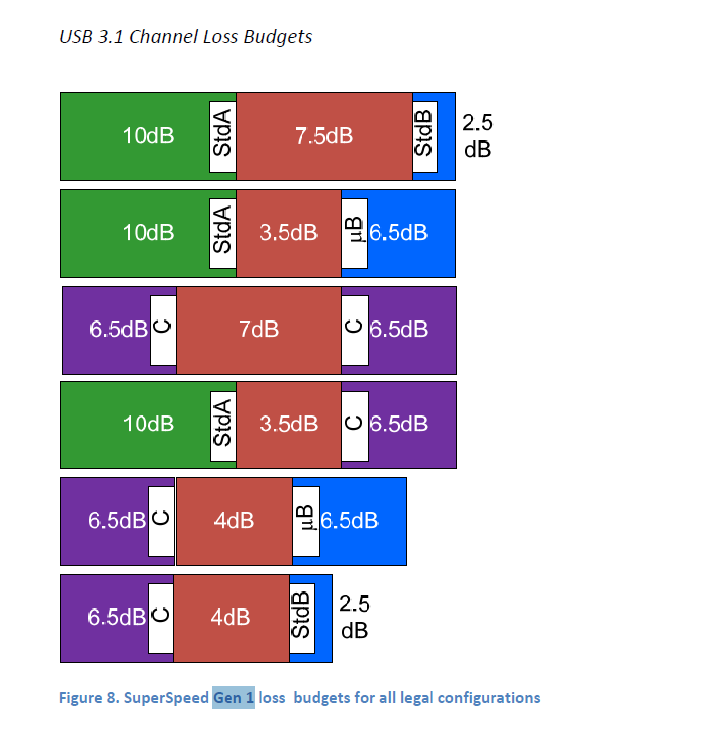 USB 3.1 Channel Loss Budgets
10dB StdA 7.5dB StdB 2.5
dB
10dB StdA 3.5dB µB 6.5dB
6.5dB C 7dB C 6.5dB
10dB StdA 3.5dB C 6.5dB
6.5dB C 4dB µB 6.5dB
6.5dB C 4dB StdB 2.5
dB
Figure 8. SuperSpeed Gen 1 loss budgets for all legal configurations